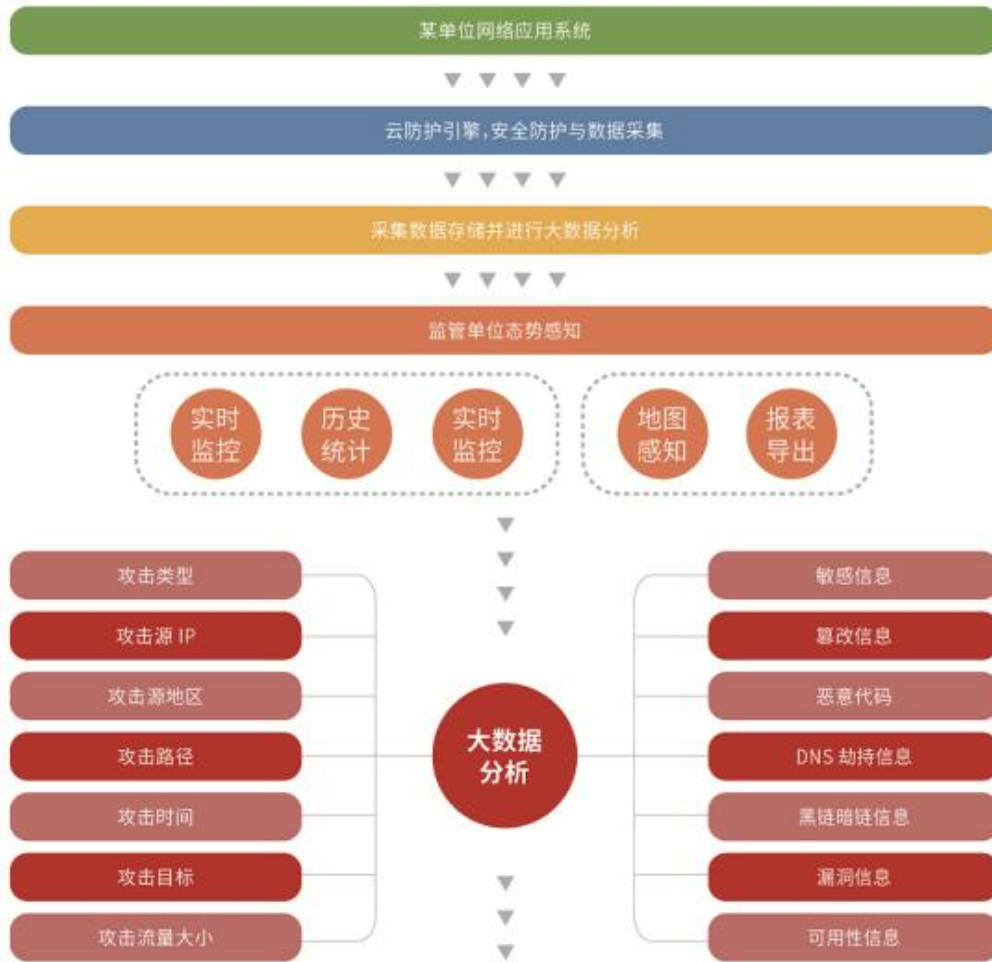 某单位网络应用系统
云防护引擎,安全防护与数据采集
采集数据存储并进行大数据分析
监管单位态势感知
实时
监控
历史
统计
实时
监控
地图
感知
报表
导出
攻击类型
攻击源 IP
攻击源地区
攻击路径
攻击时间
攻击目标
攻击流量大小
大数据
分析
敏感信息
篡改信息
恶意代码
DNS 劫持信息
黑链暗链信息
漏洞信息
可用性信息